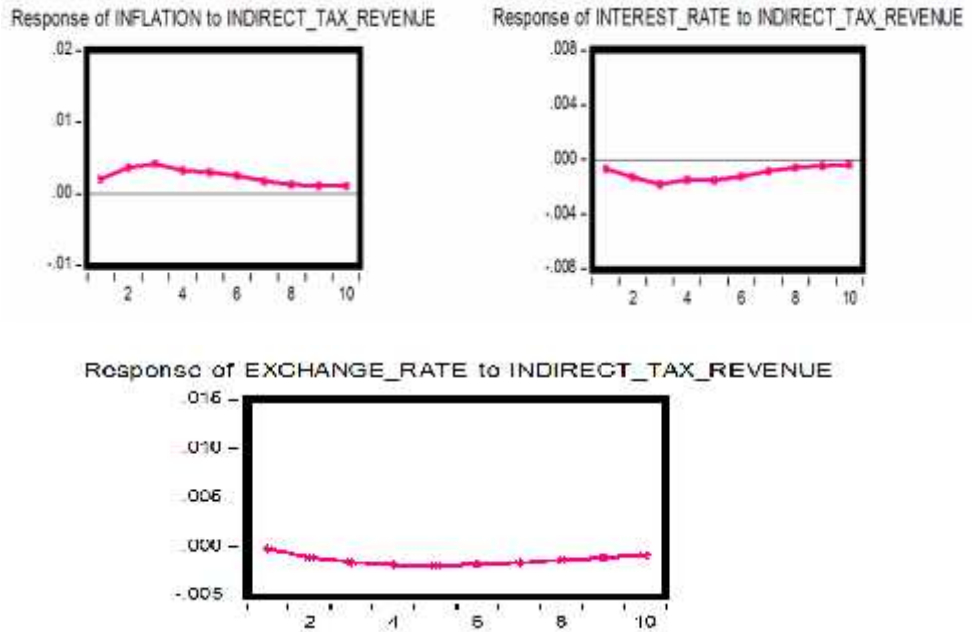 Response of INFLATION to INDIRECT_TAX_REVENUE
.02
.01
.00
-.01
2 4 6 8 10
Response of INTEREST_RATE to INDIRECT_TAX_REVENUE
.008
.004
.000
-.004
-.008
2 4 6 8 10
Response of EXCHANGE_RATE to INDIRECT_TAX_REVENUE
.015
.010
.005
.000
-.005
2 4 6 8 10